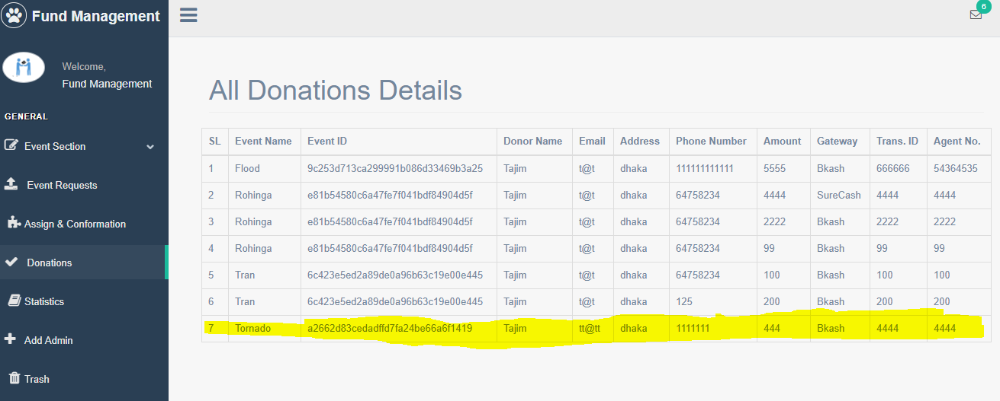 Fund Management
6
Welcome,
Fund Management
GENERAL
Event Section
Event Requests
Assign & Conformation
Donations
Statistics
Add Admin
Trash
All Donations Details
SL Event Name Event ID Donor Name Email Address Phone Number Amount Gateway Trans. ID Agent No.
1 Flood 9c253d713ca299991b086d33469b3a25 Tajim t@t dhaka 111111111111 5555 Bkash 666666 54364535
2 Rohinga e81b54580c6a47fe7f041bdf84904d5f Tajim t@t dhaka 64758234 4444 SureCash 4444 4444
3 Rohinga e81b54580c6a47fe7f041bdf84904d5f Tajim t@t dhaka 64758234 2222 Bkash 2222 2222
4 Rohinga e81b54580c6a47fe7f041bdf84904d5f Tajim t@t dhaka 64758234 99 Bkash 99 99
5 Tran 6c423e5ed2a89de0a96b63c19e00e445 Tajim t@t dhaka 64758234 100 Bkash 100 100
6 Tran 6c423e5ed2a89de0a96b63c19e00e445 Tajim t@t dhaka 125 200 Bkash 200 200
7 Tornado a2662d83cedadffd7fa24be66a6f1419 Tajim tt@tt dhaka 1111111 444 Bkash 4444 4444